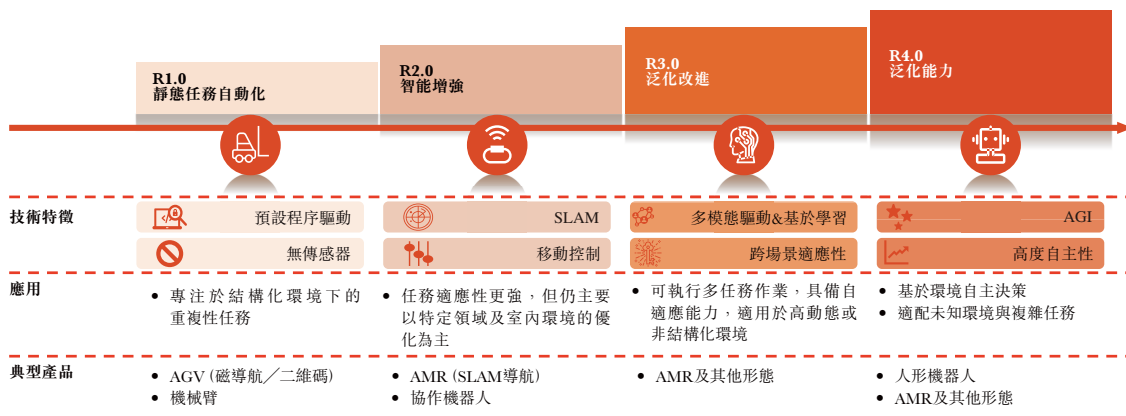 R1.0
靜態任務自動化
R2.0
智能增強
R3.0
泛化改進
R4.0
泛化能力
技術特徵
預設程序驅動
SLAM
多模態驅動&基於學習
AGI
無傳感器
移動控制
跨場景適應性
高度自主性
應用
• 專注於結構化環境下的
重複性任務
• 任務適應性更強，但仍主要
以特定領域及室內環境的優
化為主
• 可執行多任務作業，具備自
適應能力，適用於高動態或
非結構化環境
• 基於環境自主決策
• 適配未知環境與複雜任務
典型產品
• AGV (磁導航／二維碼)
• 機械臂
• AMR (SLAM導航)
• 協作機器人
• AMR及其他形態
• 人形機器人
• AMR及其他形態